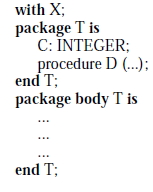 with X;
package T is
C: INTEGER;
procedure D (...);
end T;
package body T is
...
...
...
end T;